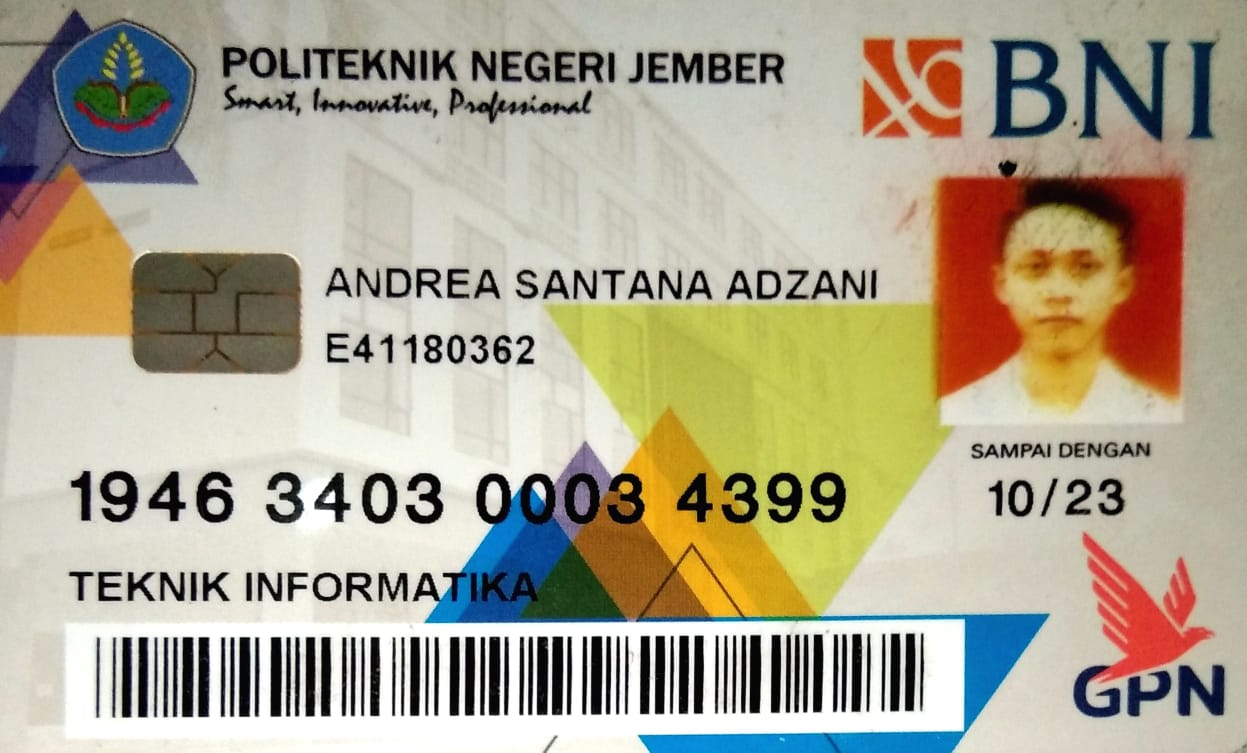 POLITEKNIK NEGERI JEMBER
Smart, Innovative, Professional
BNI
ANDREA SANTANA ADZANI
E41180362
SAMPAI DENGAN
10/23
1946 3403 0003 4399
TEKNIK INFORMATIKA
GPN